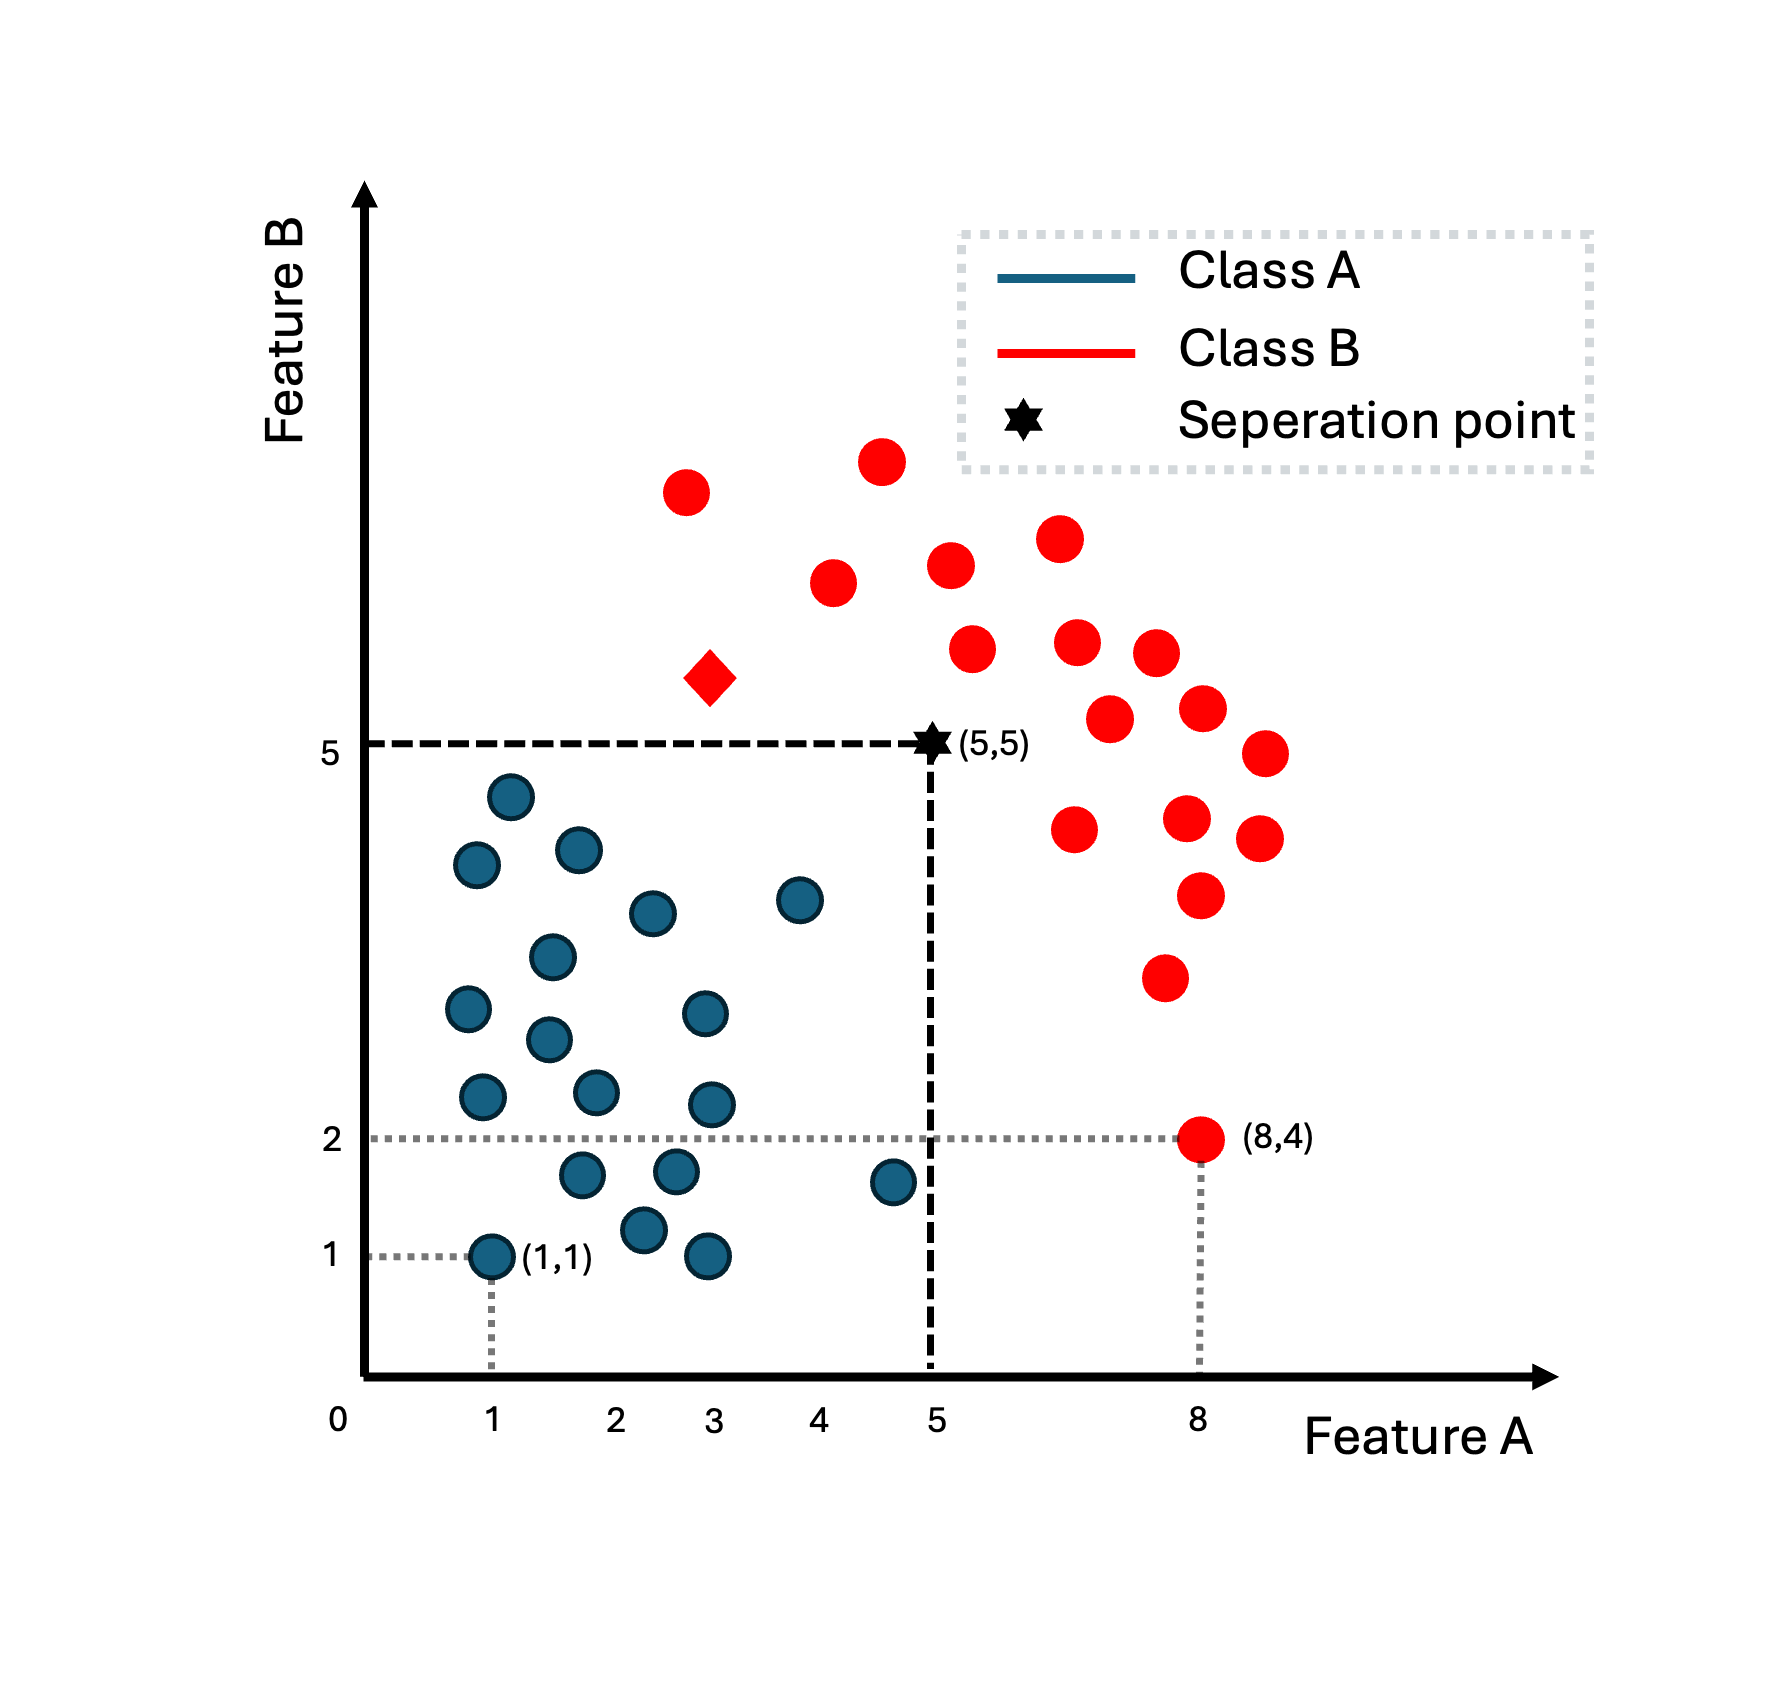 Feature B
Class A
Class B
Seperation point
5
(5,5)
2
(8,4)
1
(1,1)
0 1 2 3 4 5 8
Feature A